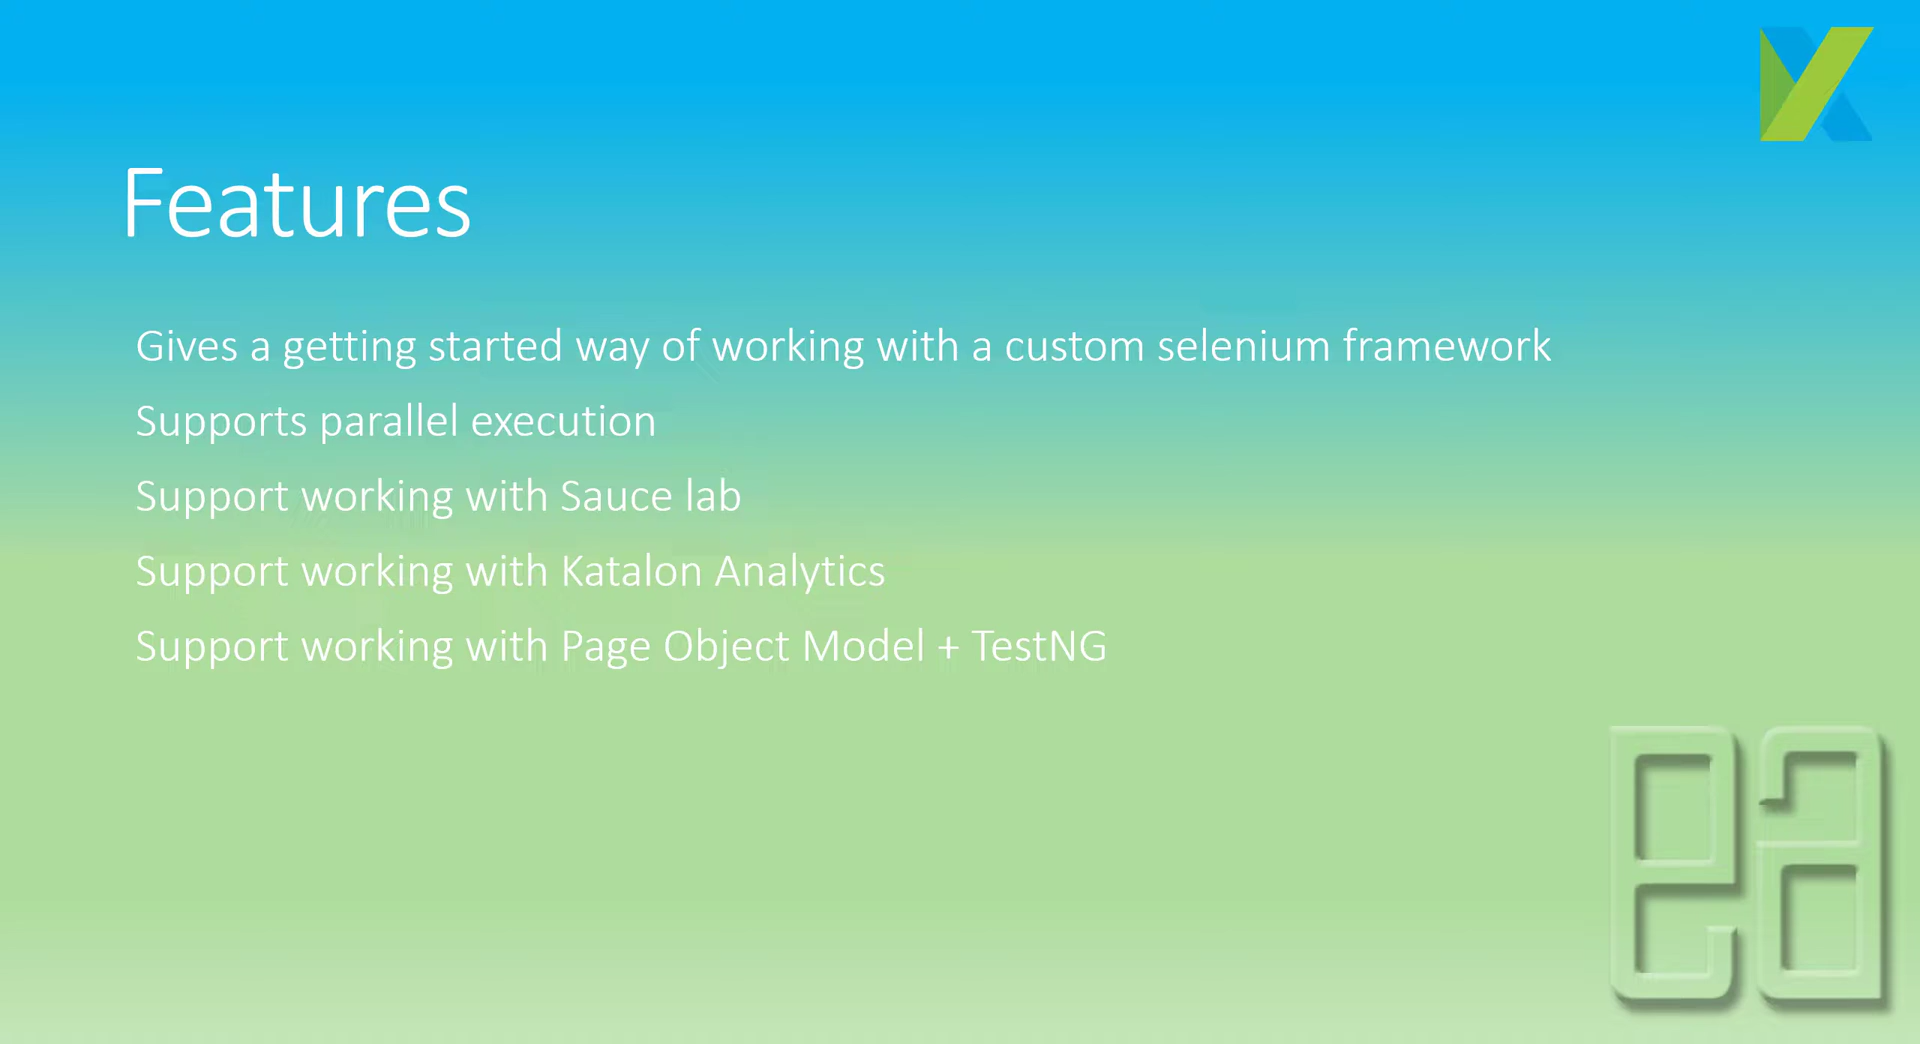 Features
Gives a getting started way of working with a custom selenium framework
Supports parallel execution
Support working with Sauce lab
Support working with Katalon Analytics
Support working with Page Object Model + TestNG
ea